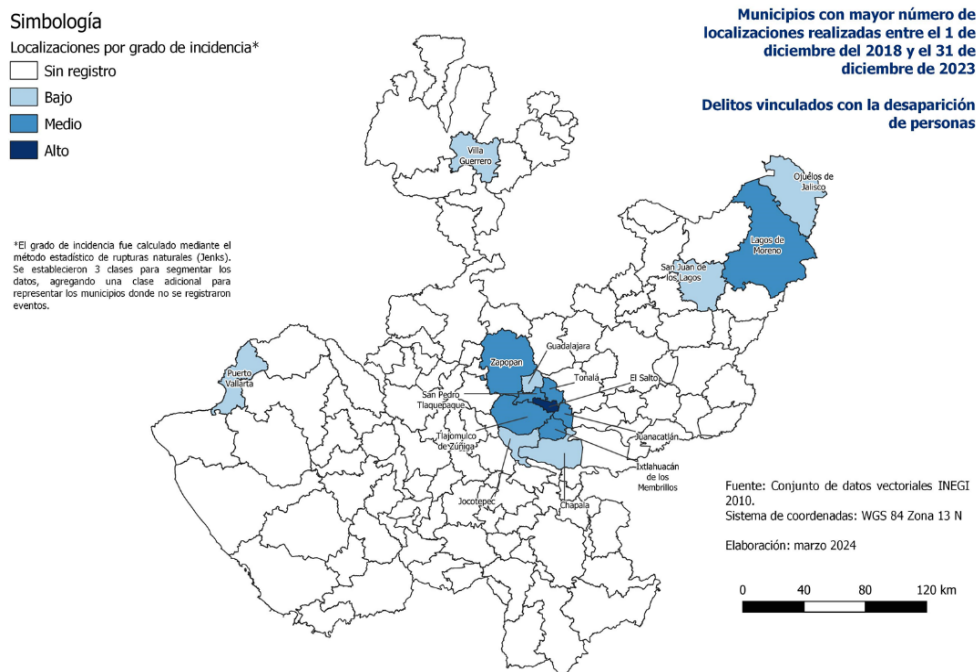 Simbología
Localizaciones por grado de incidencia*
Sin registro
Bajo
Medio
Alto
*El grado de incidencia fue calculado mediante el
método estadístico de rupturas naturales (Jenks).
Se establecieron 3 clases para segmentar los
datos, agregando una clase adicional para
representar los municipios donde no se registraron
eventos.
Municipios con mayor número de
localizaciones realizadas entre el 1 de
diciembre del 2018 y el 31 de
diciembre de 2023
Delitos vinculados con la desaparición
de personas
Villa
Guerrero
Ojuelos de
Jalisco
Lagos de
Moreno
San Juan de
los Lagos
Puerto
Vallarta
Zapopan
Guadalajara
Tonalá
El Salto
San Pedro
Tlaquepaque
Tlajomulco
de Zúñiga
Juanacatlán
Ixtlahuacán
de los
Membrillos
Jocotepec
Chapala
Fuente: Conjunto de datos vectoriales INEGI
2010.
Sistema de coordenadas: WGS 84 Zona 13 N
Elaboración: marzo 2024
0 40 80 120 km